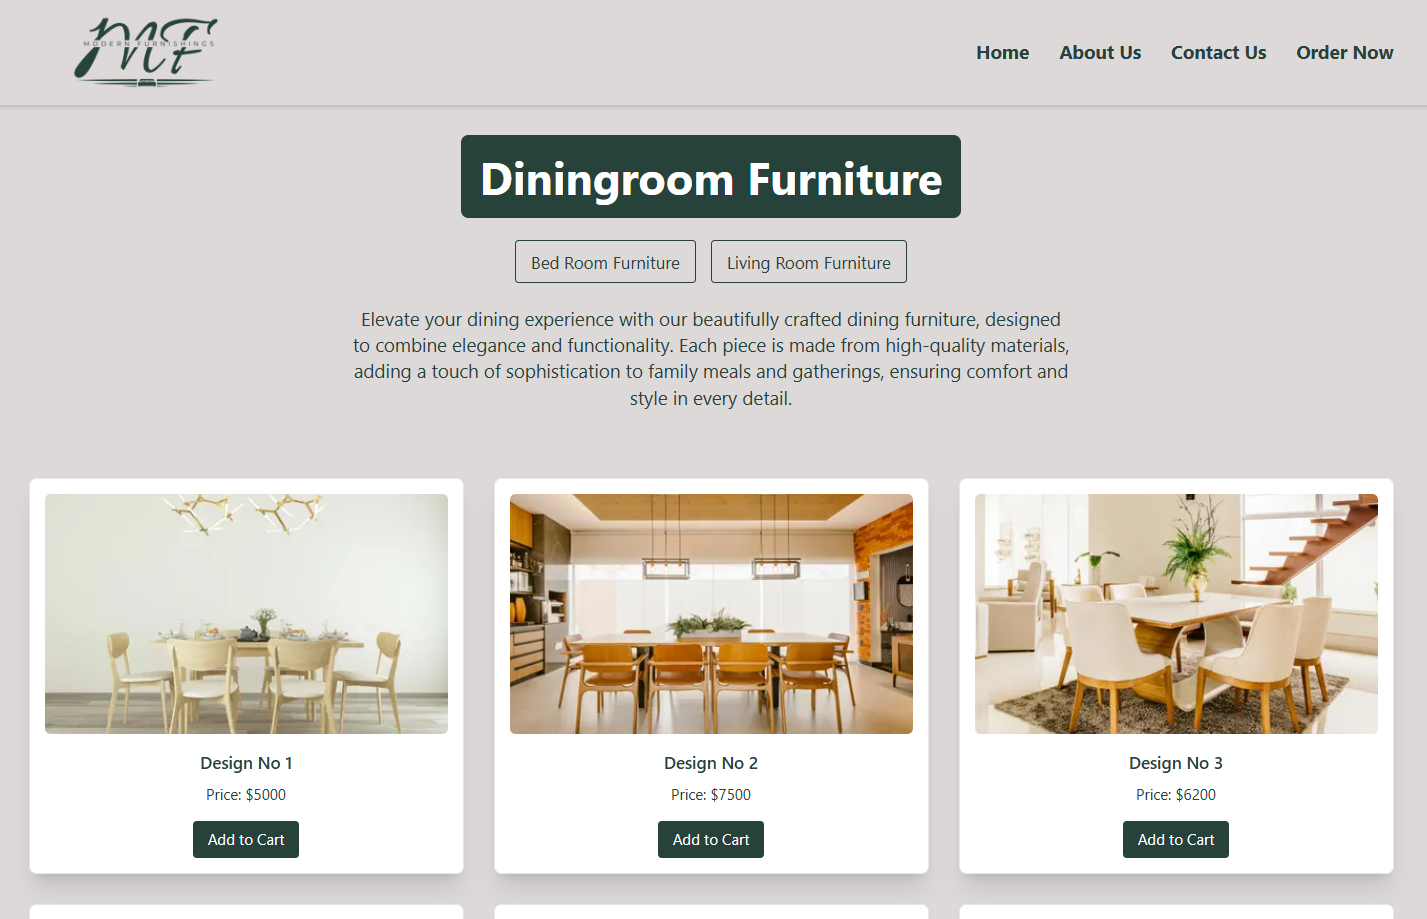 MF
MODERN FURNISHINGS
Home About Us Contact Us Order Now
Diningroom Furniture
Bed Room Furniture Living Room Furniture
Elevate your dining experience with our beautifully crafted dining furniture, designed
to combine elegance and functionality. Each piece is made from high-quality materials,
adding a touch of sophistication to family meals and gatherings, ensuring comfort and
style in every detail.
Design No 1
Price: $5000
Add to Cart
Design No 2
Price: $7500
Add to Cart
Design No 3
Price: $6200
Add to Cart